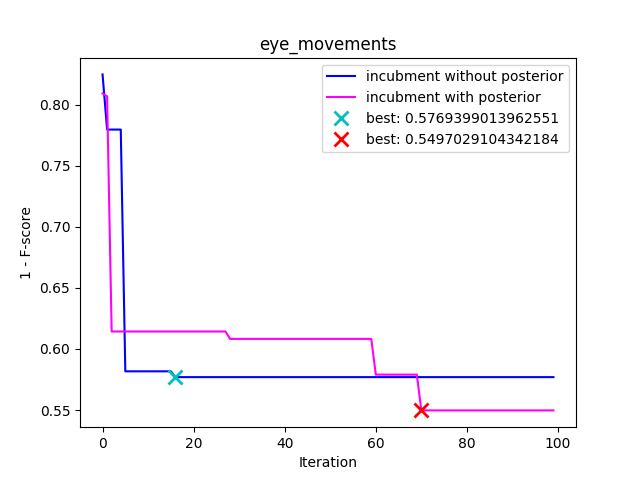 eye_movements
incubment without posterior
incubment with posterior
best: 0.5769399013962551
best: 0.5497029104342184
1 - F-score
0.80
0.75
0.70
0.65
0.60
0.55
0 20 40 60 80 100
Iteration